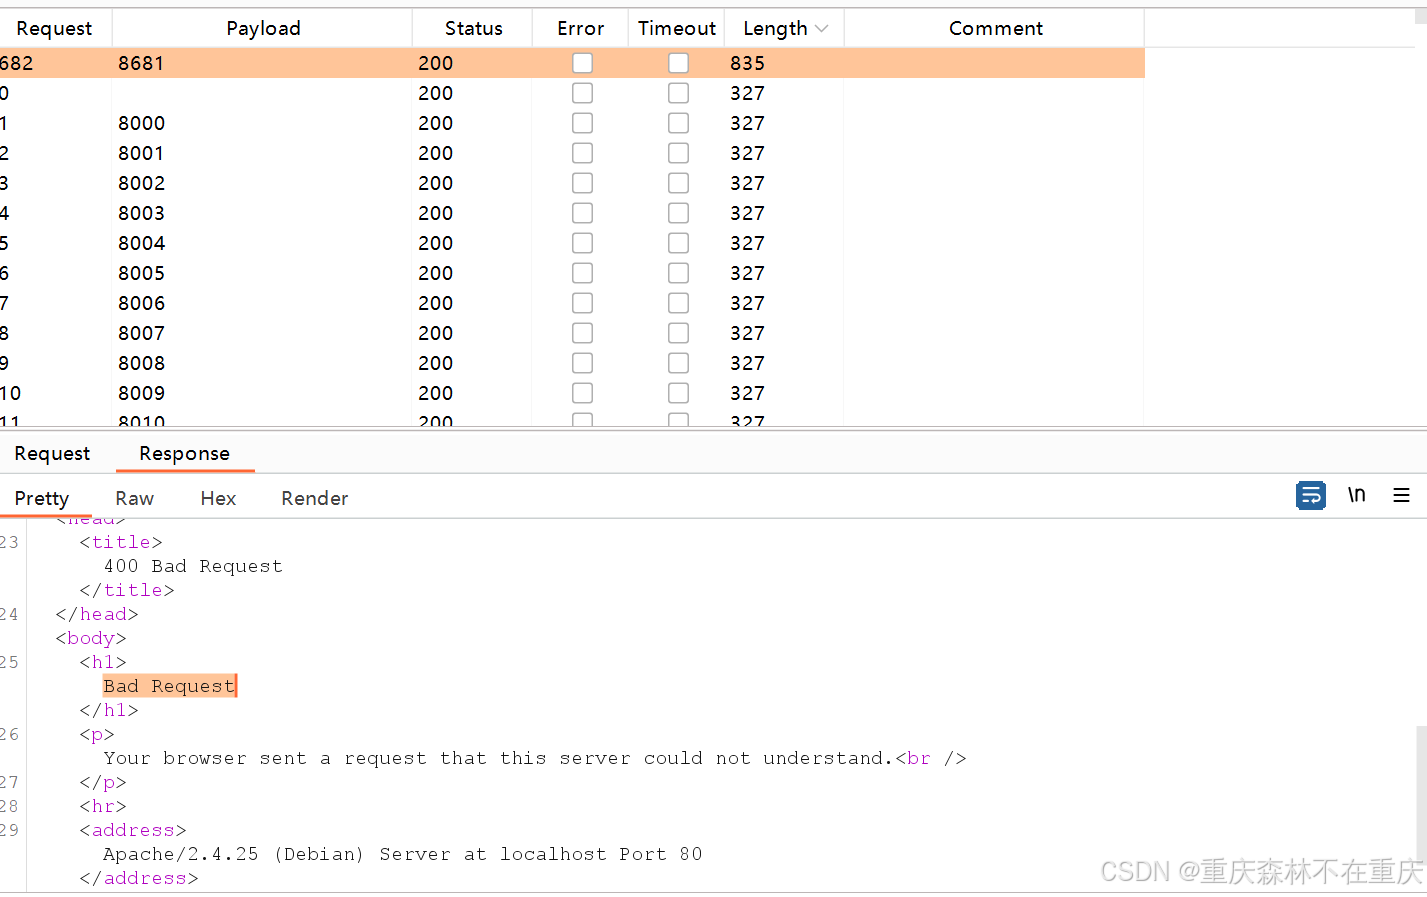 Request Payload Status Error Timeout Length Comment
682 8681 200 835
0 200 327
1 8000 200 327
2 8001 200 327
3 8002 200 327
4 8003 200 327
5 8004 200 327
6 8005 200 327
7 8006 200 327
8 8007 200 327
9 8008 200 327
10 8009 200 327
11 8010 200 327
Request Response
Pretty Raw Hex Render \n
<head>
23 <title>
400 Bad Request
</title>
24 </head>
<body>
25 <h1>
Bad Request
</h1>
26 <p>
Your browser sent a request that this server could not understand.<br />
27 </p>
28 <hr>
29 <address>
Apache/2.4.25 (Debian) Server at localhost Port 80
</address>
CSDN @重庆森林不在重庆